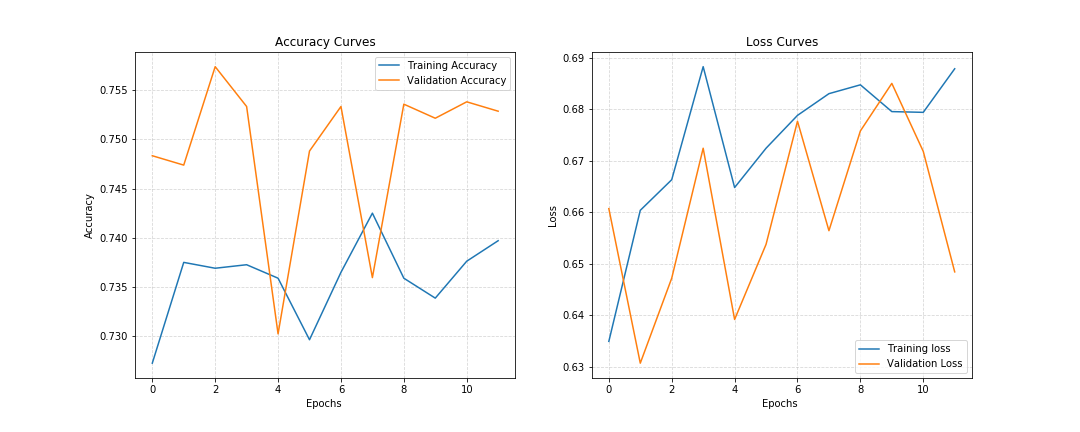 Accuracy Curves
Training Accuracy
Validation Accuracy
0.755
0.750
0.745
0.740
0.735
0.730
Accuracy
0 2 4 6 8 10
Epochs
Loss Curves
0.69
0.68
0.67
0.66
0.65
0.64
0.63
Loss
Training loss
Validation Loss
0 2 4 6 8 10
Epochs